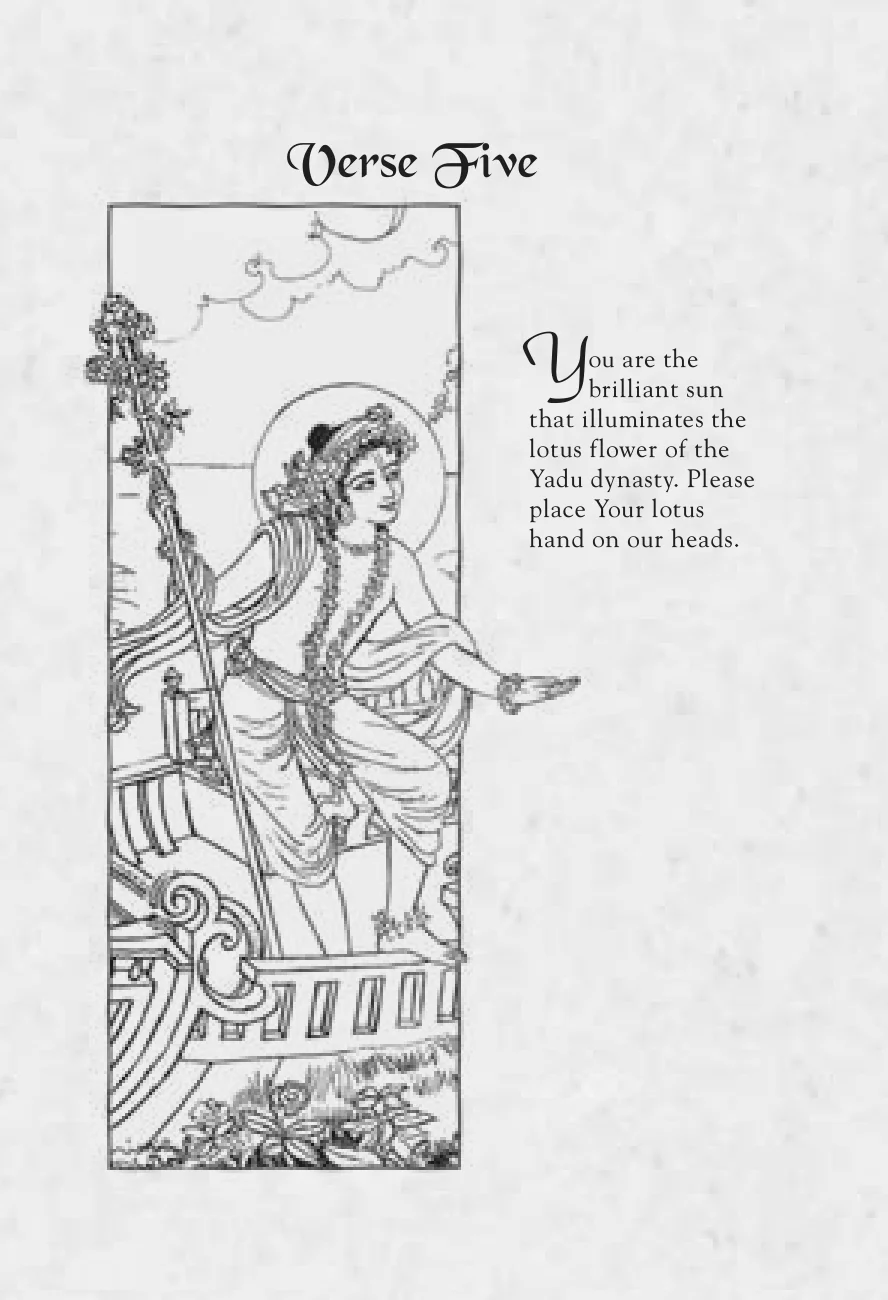 Verse Five
You are the
brilliant sun
that illuminates the
lotus flower of the
Yadu dynasty. Please
place Your lotus
hand on our heads.